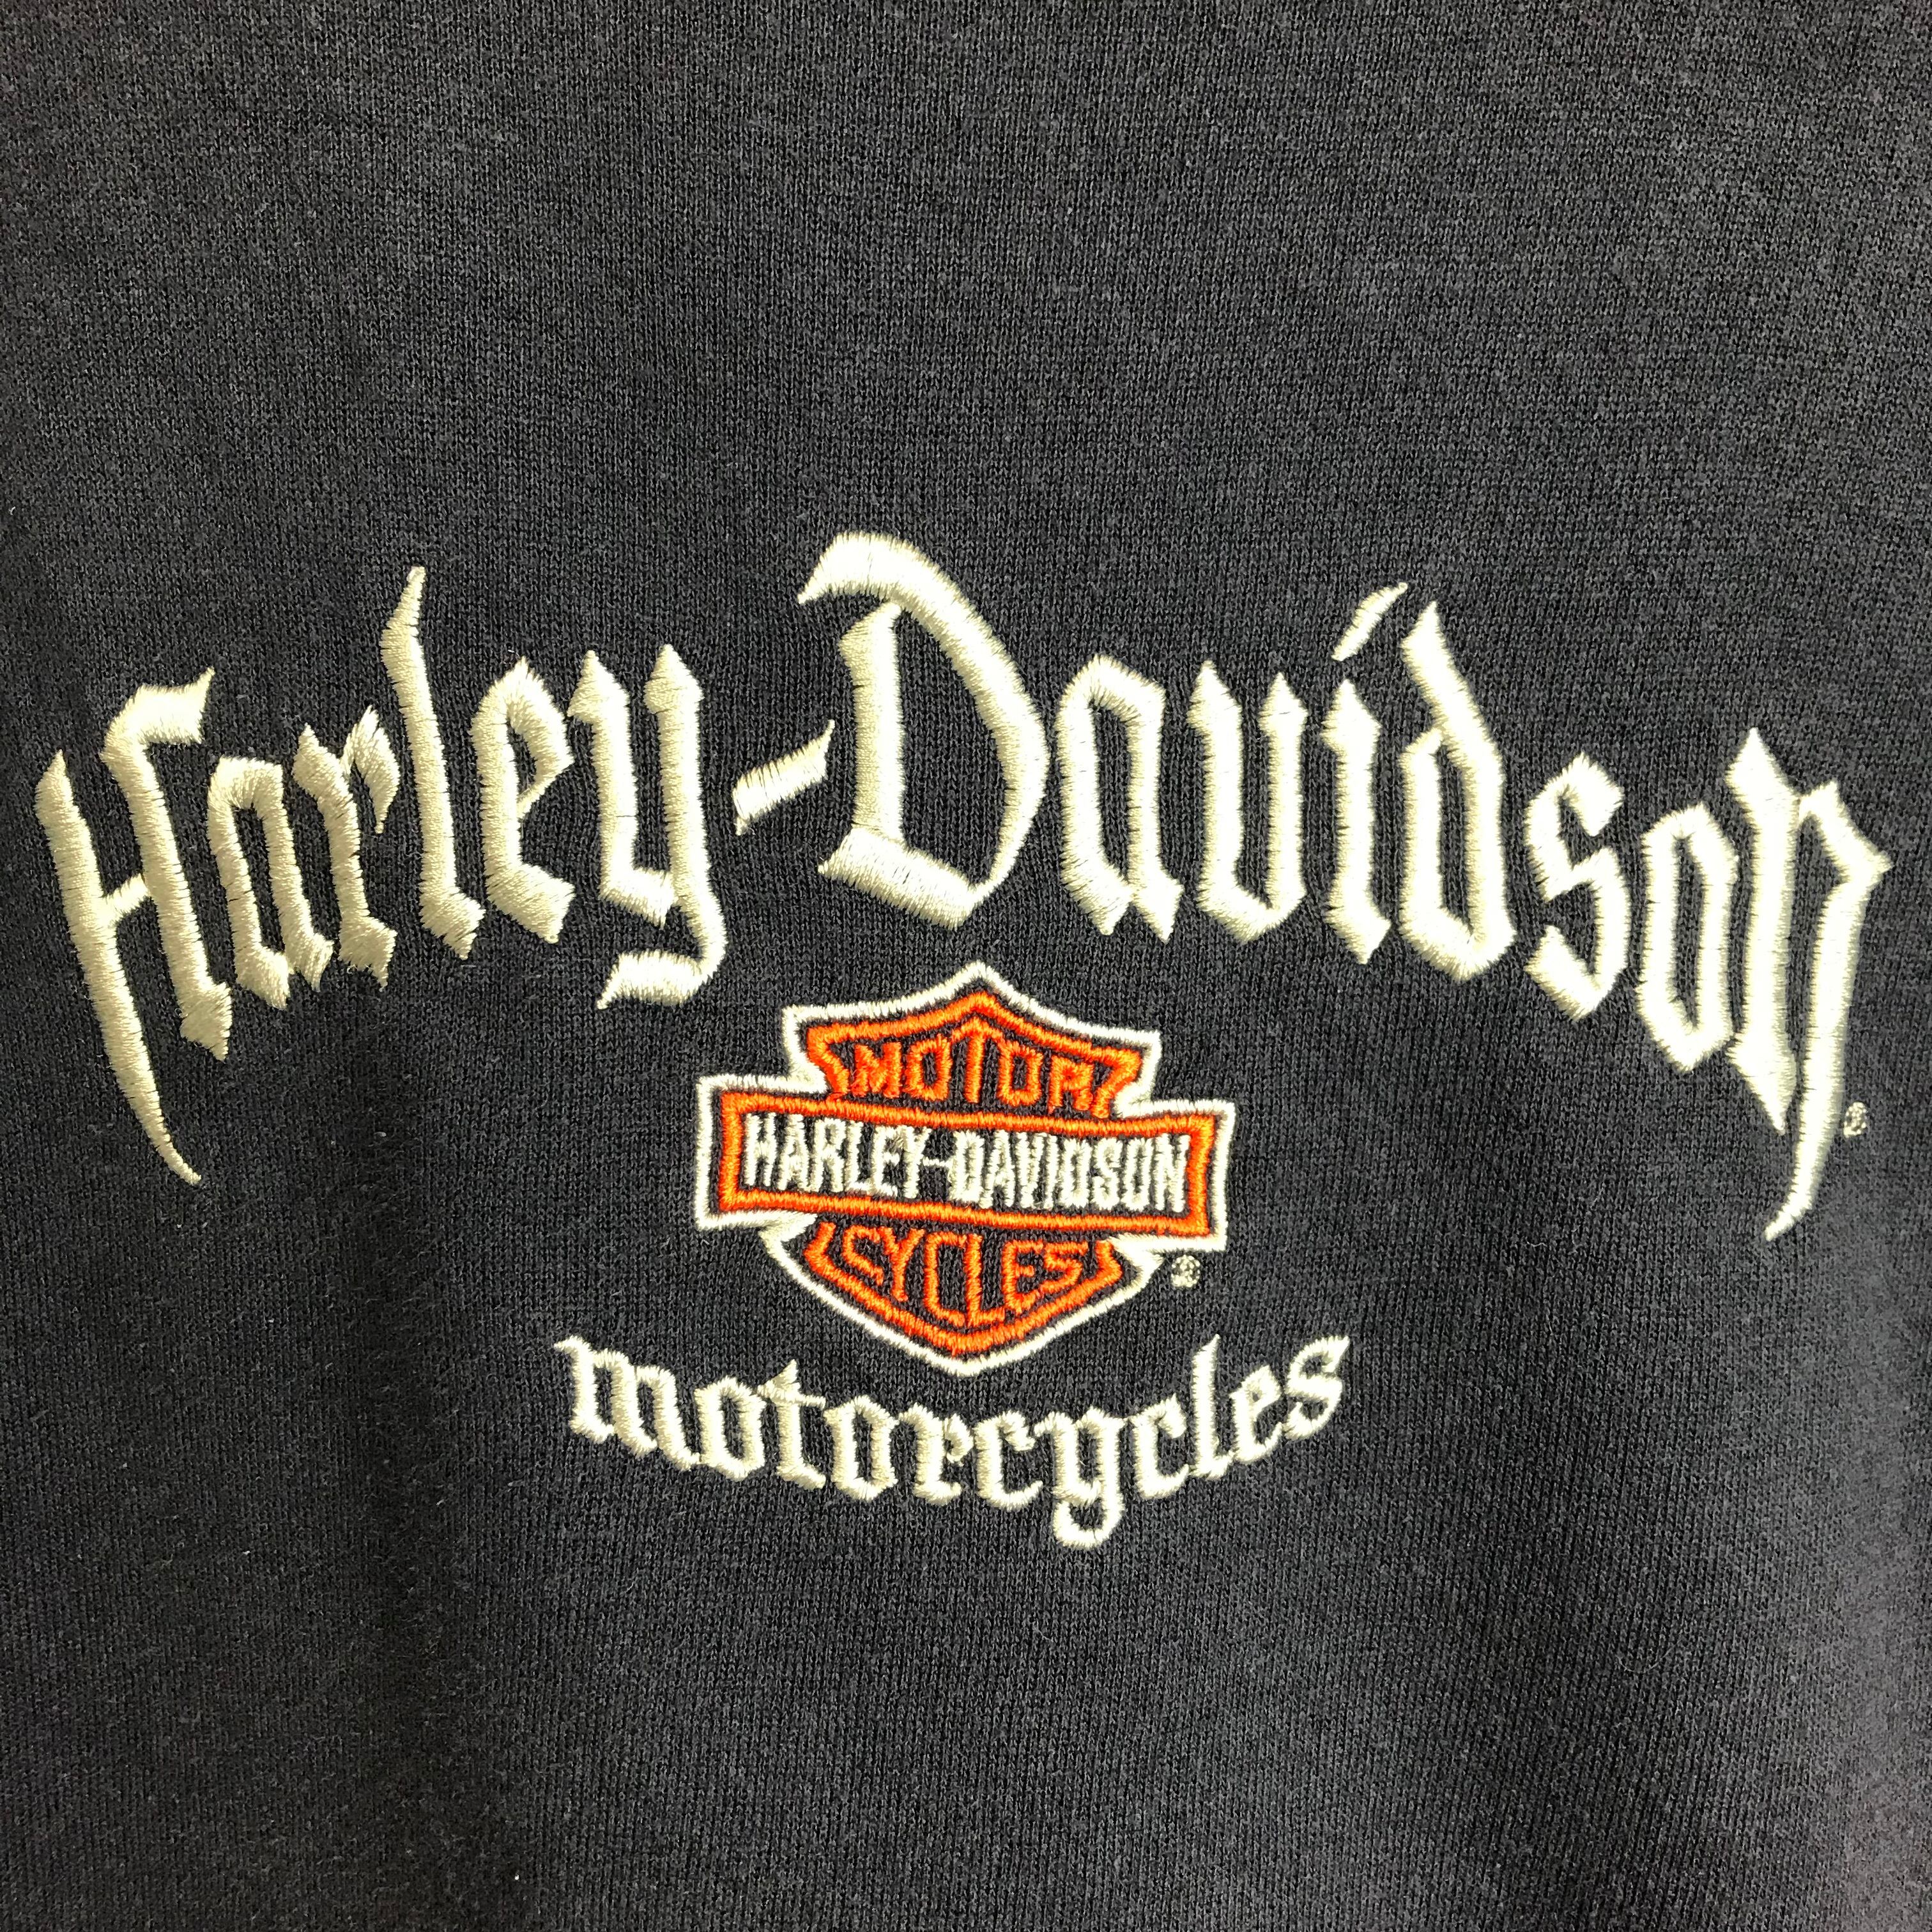 Harley-Davidson®
MOTOR
HARLEY-DAVIDSON
CYCLES®
motorcycles